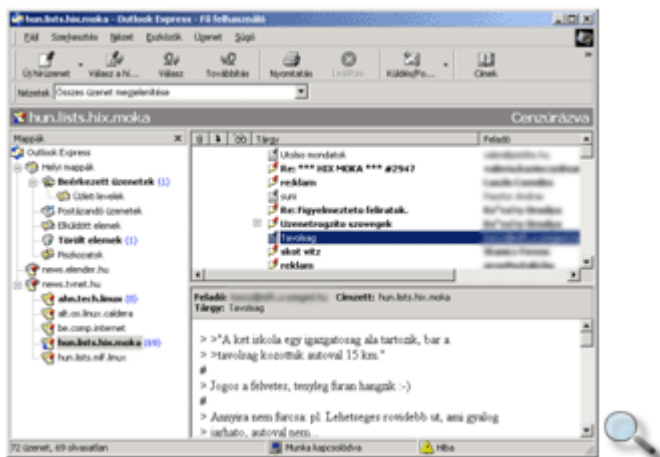 hun.lists.hix.moka - Outlook Express - Fő felhasználó
Fájl Szerkesztés Nézet Eszközök Üzenet Súgó
Új hírüzenet Válasz a hí... Válasz Továbbítás Nyomtatás Leállítás Küldés/Fo... Címek
Nézetek Összes üzenet megjelenítése
hun.lists.hix.moka Cenzúrázva
Mappák Tárgy Feladó
Outlook Express
Helyi mappák
Beérkezett üzenetek (1)
Üzleti levelek
Postázandó üzenetek
Elküldött elemek
Törölt elemek (1)
Piszkozatok
news.elender.hu
news.tvnet.hu
ahn.tech.linux (8)
alt.os.linux.caldera
be.comp.internet
hun.lists.hix.moka (69)
hun.lists.mlf.linux
Utolso mondatok
Re: *** HIX MOKA *** #2947
reklam
suni
Re: Figyelmezteto feliratok.
Uzenetrogzito szovegek
Tavolsag
skot vitz
reklam
Feladó: Címzett: hun.lists.hix.moka
Tárgy: Tavolsag
> >"A ket iskola egy igazgatosag ala tartozik, bar a
> >tavolsag kozottuk autoval 15 km."
#
> Jogos a felvetes, tenyleg furan hangzik :-)
#
> Annyira nem furcsa: pl. Lehetseges rovidebb ut, ami gyalog
> jarhato, autoval nem...
72 üzenet, 69 olvasatlan Munka kapcsolódva Hiba